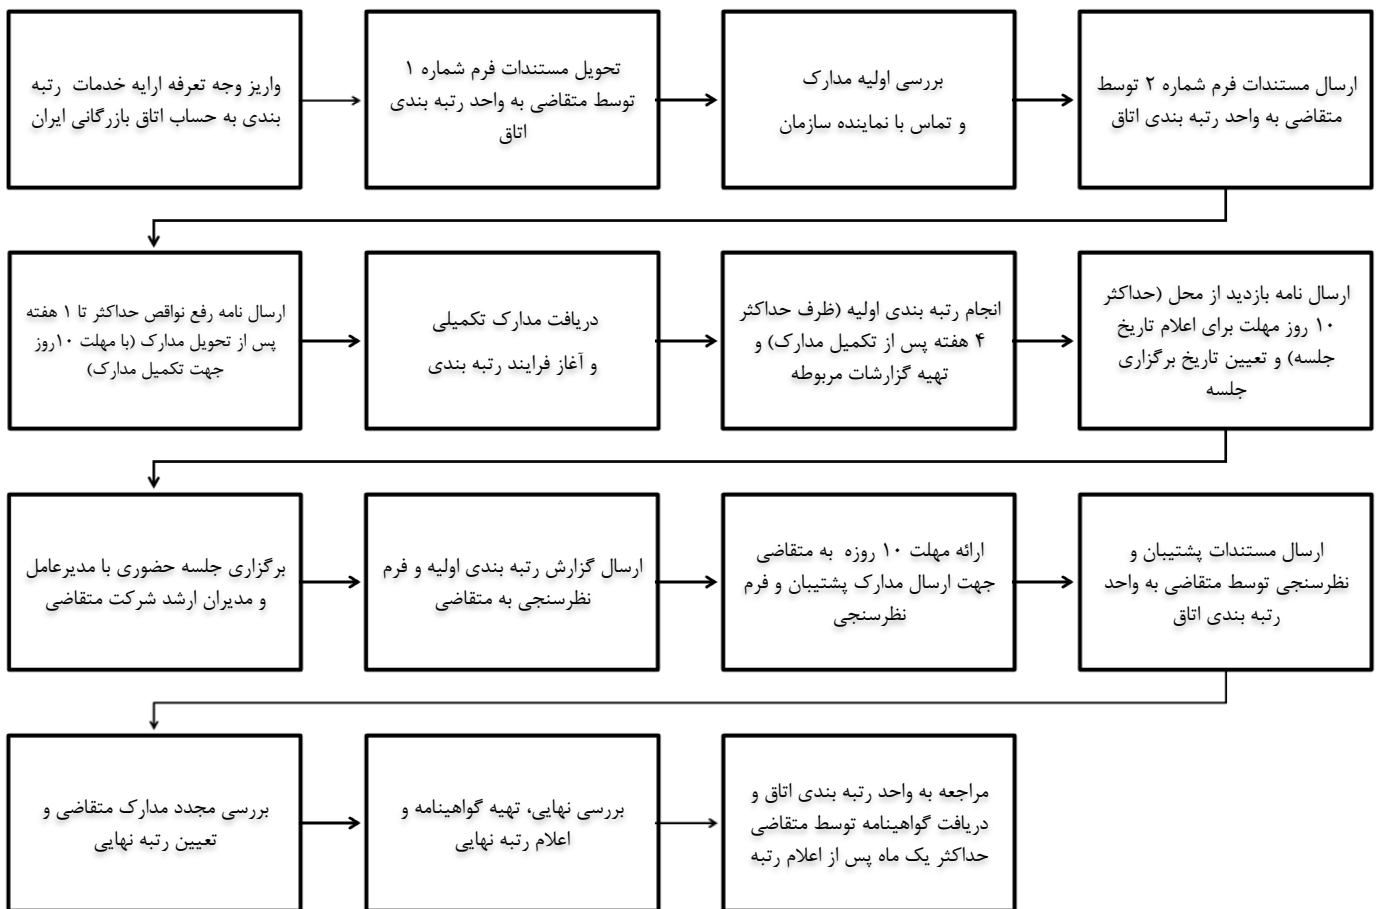 واریز وجه تعرفه ارایه خدمات رتبه
بندی به حساب اتاق بازرگانی ایران
تحویل مستندات فرم شماره ۱
توسط متقاضی به واحد رتبه بندی
اتاق
بررسی اولیه مدارک
و تماس با نماینده سازمان
ارسال مستندات فرم شماره ۲ توسط
متقاضی به واحد رتبه بندی اتاق
ارسال نامه رفع نواقص حداکثر تا ۱ هفته
پس از تحویل مدارک (با مهلت ۱۰روز
جهت تکمیل مدارک)
دریافت مدارک تکمیلی
و آغاز فرایند رتبه بندی
انجام رتبه بندی اولیه (ظرف حداکثر
۴ هفته پس از تکمیل مدارک) و
تهیه گزارشات مربوطه
ارسال نامه بازدید از محل (حداکثر
۱۰ روز مهلت برای اعلام تاریخ
جلسه) و تعیین تاریخ برگزاری
جلسه
برگزاری جلسه حضوری با مدیرعامل
و مدیران ارشد شرکت متقاضی
ارسال گزارش رتبه بندی اولیه و فرم
نظرسنجی به متقاضی
ارائه مهلت ۱۰ روزه به متقاضی
جهت ارسال مدارک پشتیبان و فرم
نظرسنجی
ارسال مستندات پشتیبان و
نظرسنجی توسط متقاضی به واحد
رتبه بندی اتاق
بررسی مجدد مدارک متقاضی و
تعیین رتبه نهایی
بررسی نهایی، تهیه گواهینامه و
اعلام رتبه نهایی
مراجعه به واحد رتبه بندی اتاق و
دریافت گواهینامه توسط متقاضی
حداکثر یک ماه پس از اعلام رتبه